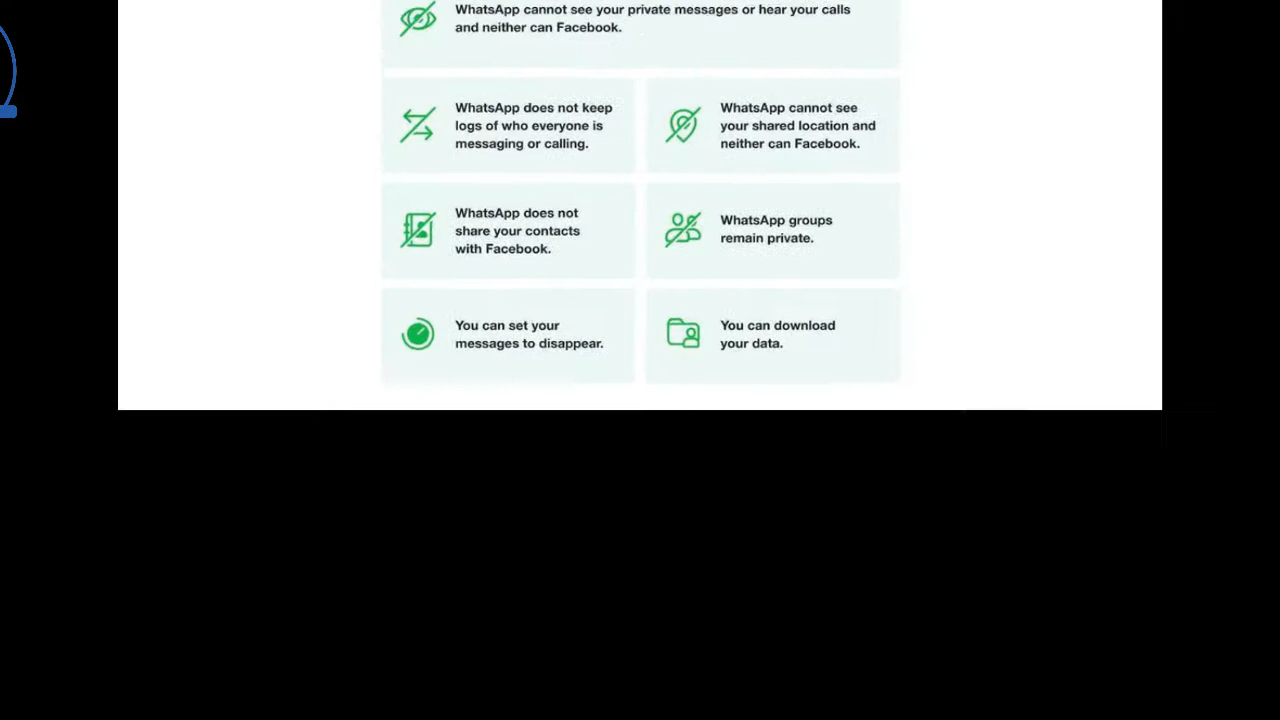 WhatsApp cannot see your private messages or hear your calls
and neither can Facebook.
WhatsApp does not keep
logs of who everyone is
messaging or calling.
WhatsApp cannot see
your shared location and
neither can Facebook.
WhatsApp does not
share your contacts
with Facebook.
WhatsApp groups
remain private.
You can set your
messages to disappear.
You can download
your data.